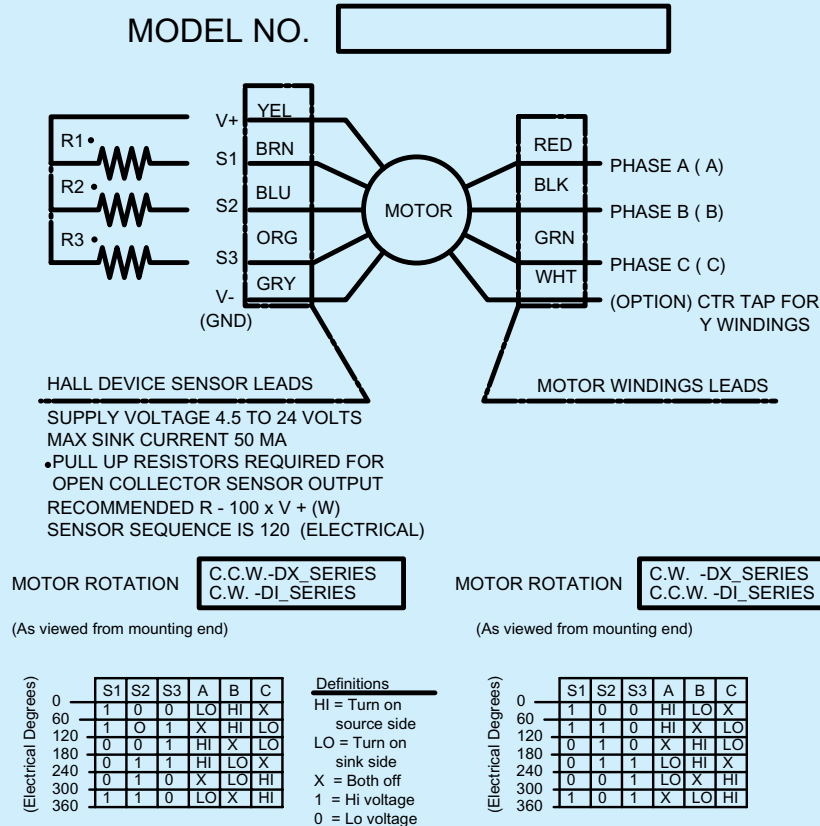 MODEL NO.
V+
YEL
R1•
S1
BRN
RED
PHASE A ( A)
R2•
S2
BLU
MOTOR
BLK
PHASE B ( B)
R3•
S3
ORG
GRN
PHASE C ( C)
V-
GRY
WHT
(GND)
(OPTION) CTR TAP FOR
Y WINDINGS
HALL DEVICE SENSOR LEADS
MOTOR WINDINGS LEADS
SUPPLY VOLTAGE 4.5 TO 24 VOLTS
MAX SINK CURRENT 50 MA
•PULL UP RESISTORS REQUIRED FOR
OPEN COLLECTOR SENSOR OUTPUT
RECOMMENDED R - 100 x V + (W)
SENSOR SEQUENCE IS 120 (ELECTRICAL)
MOTOR ROTATION
C.C.W.-DX_SERIES
C.W. -DI_SERIES
(As viewed from mounting end)
MOTOR ROTATION
C.W. -DX_SERIES
C.C.W. -DI_SERIES
(As viewed from mounting end)
(Electrical Degrees)
0
60
120
180
240
300
360
S1 S2 S3 A B C
1 0 0 LO HI X
1 O 1 X HI LO
0 0 1 HI X LO
0 1 1 HI LO X
0 1 0 X LO HI
1 1 0 LO X HI
Definitions
HI = Turn on
source side
LO = Turn on
sink side
X = Both off
1 = Hi voltage
0 = Lo voltage
(Electrical Degrees)
0
60
120
180
240
300
360
S1 S2 S3 A B C
1 0 0 HI LO X
1 1 0 HI X LO
0 1 0 X HI LO
0 1 1 LO HI X
0 0 1 LO X HI
1 0 1 X LO HI